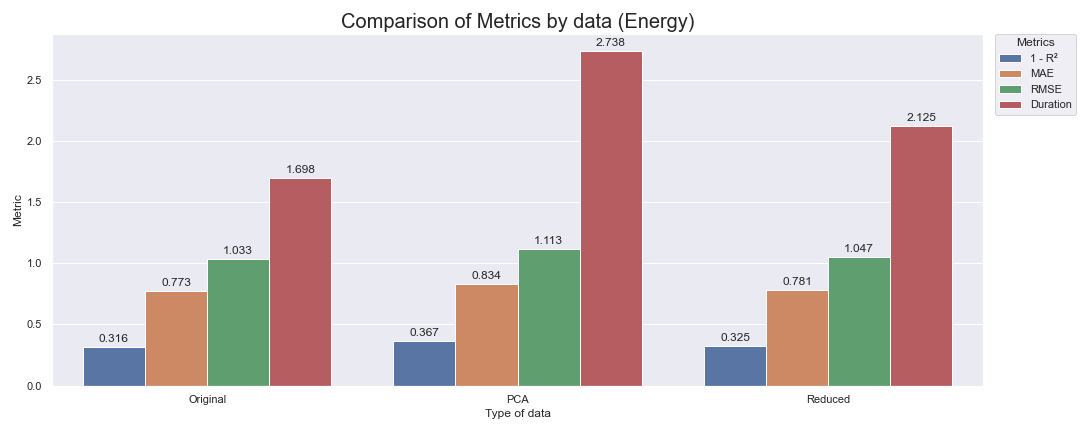 Comparison of Metrics by data (Energy)
Metrics
1 - R²
MAE
RMSE
Duration
Metric
2.5
2.0
1.5
1.0
0.5
0.0
0.316
0.773
1.033
1.698
0.367
0.834
1.113
2.738
0.325
0.781
1.047
2.125
Original
PCA
Reduced
Type of data